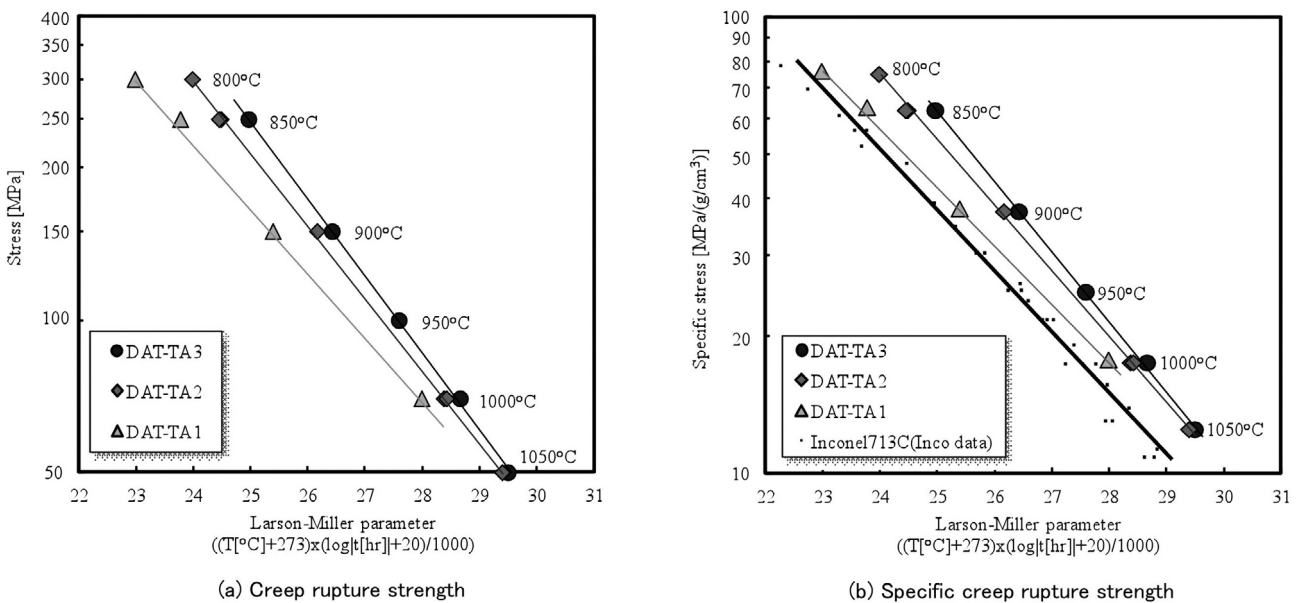 400
350
300
250
200
150
100
50
Stress [MPa]
800°C
850°C
900°C
950°C
1000°C
1050°C
DAT-TA3
DAT-TA2
DAT-TA1
22 23 24 25 26 27 28 29 30 31
Larson-Miller parameter
((T[°C]+273)x(log|t[hr]|+20)/1000)
(a) Creep rupture strength
100
90
80
70
60
50
40
30
20
10
Specific stress [MPa/(g/cm³)]
800°C
850°C
900°C
950°C
1000°C
1050°C
DAT-TA3
DAT-TA2
DAT-TA1
Inconel713C(Inco data)
22 23 24 25 26 27 28 29 30 31
Larson-Miller parameter
((T[°C]+273)x(log|t[hr]|+20)/1000)
(b) Specific creep rupture strength